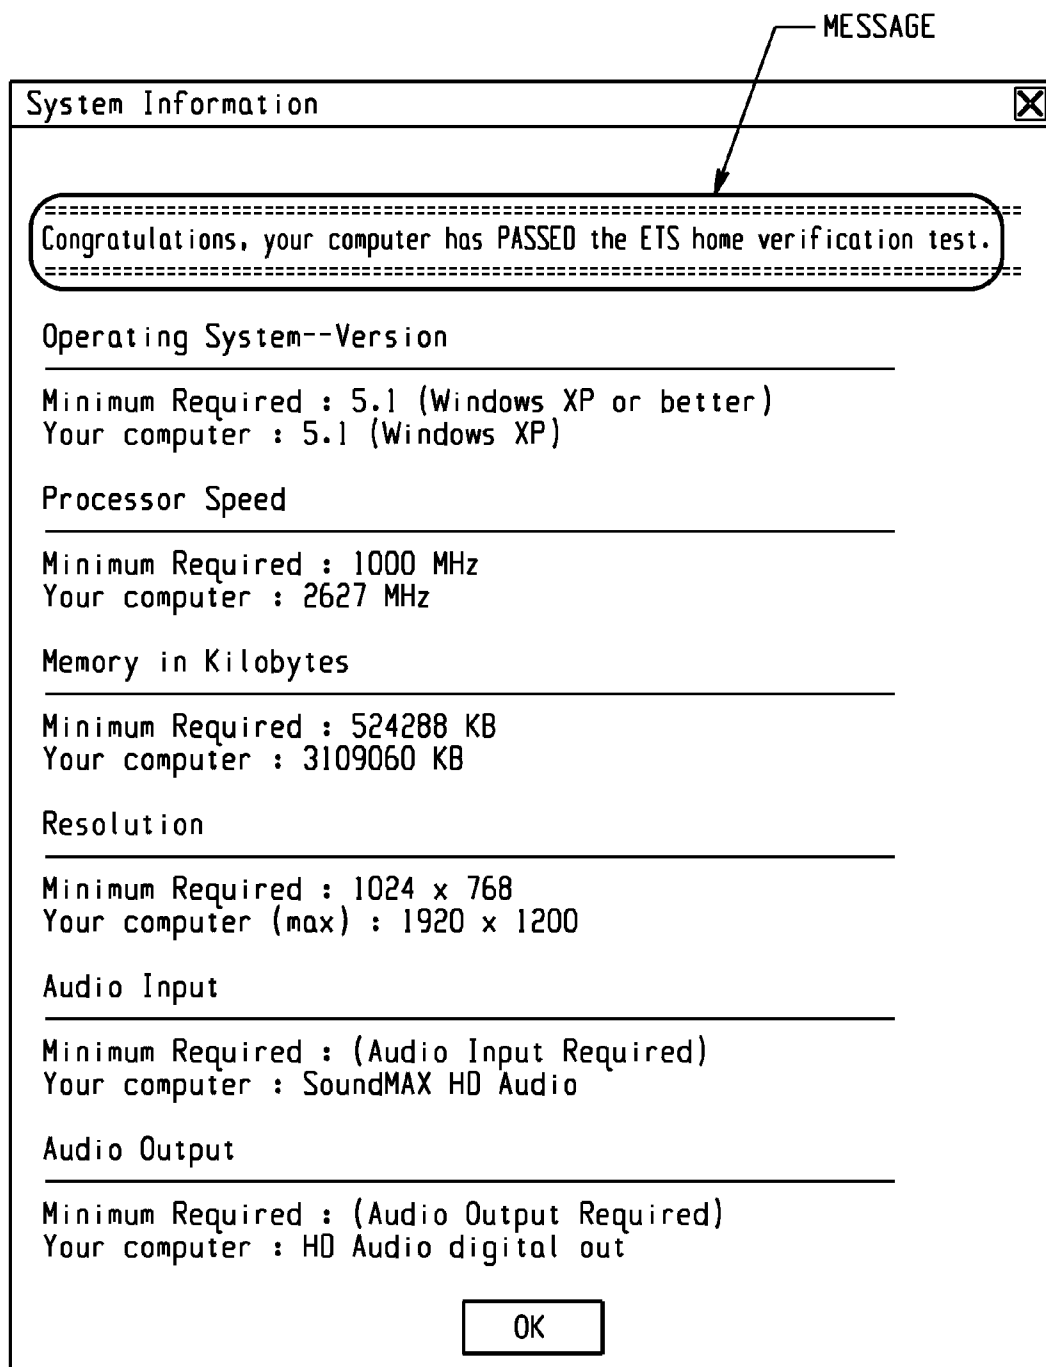 MESSAGE
System Information
Congratulations, your computer has PASSED the ETS home verification test.
Operating System--Version
Minimum Required : 5.1 (Windows XP or better)
Your computer : 5.1 (Windows XP)
Processor Speed
Minimum Required : 1000 MHz
Your computer : 2627 MHz
Memory in Kilobytes
Minimum Required : 524288 KB
Your computer : 3109060 KB
Resolution
Minimum Required : 1024 x 768
Your computer (max) : 1920 x 1200
Audio Input
Minimum Required : (Audio Input Required)
Your computer : SoundMAX HD Audio
Audio Output
Minimum Required : (Audio Output Required)
Your computer : HD Audio digital out
OK